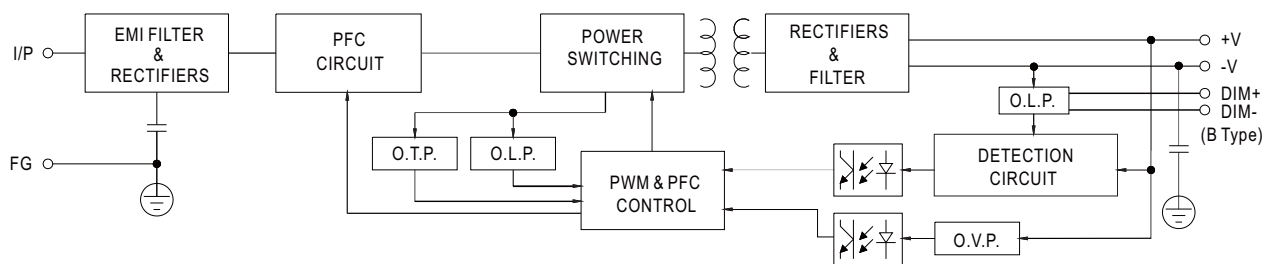 I/P
EMI FILTER
&
RECTIFIERS
PFC
CIRCUIT
POWER
SWITCHING
RECTIFIERS
&
FILTER
+V
-V
DIM+
DIM-
(B Type)
O.L.P.
FG
O.T.P.
O.L.P.
PWM & PFC
CONTROL
DETECTION
CIRCUIT
O.V.P.